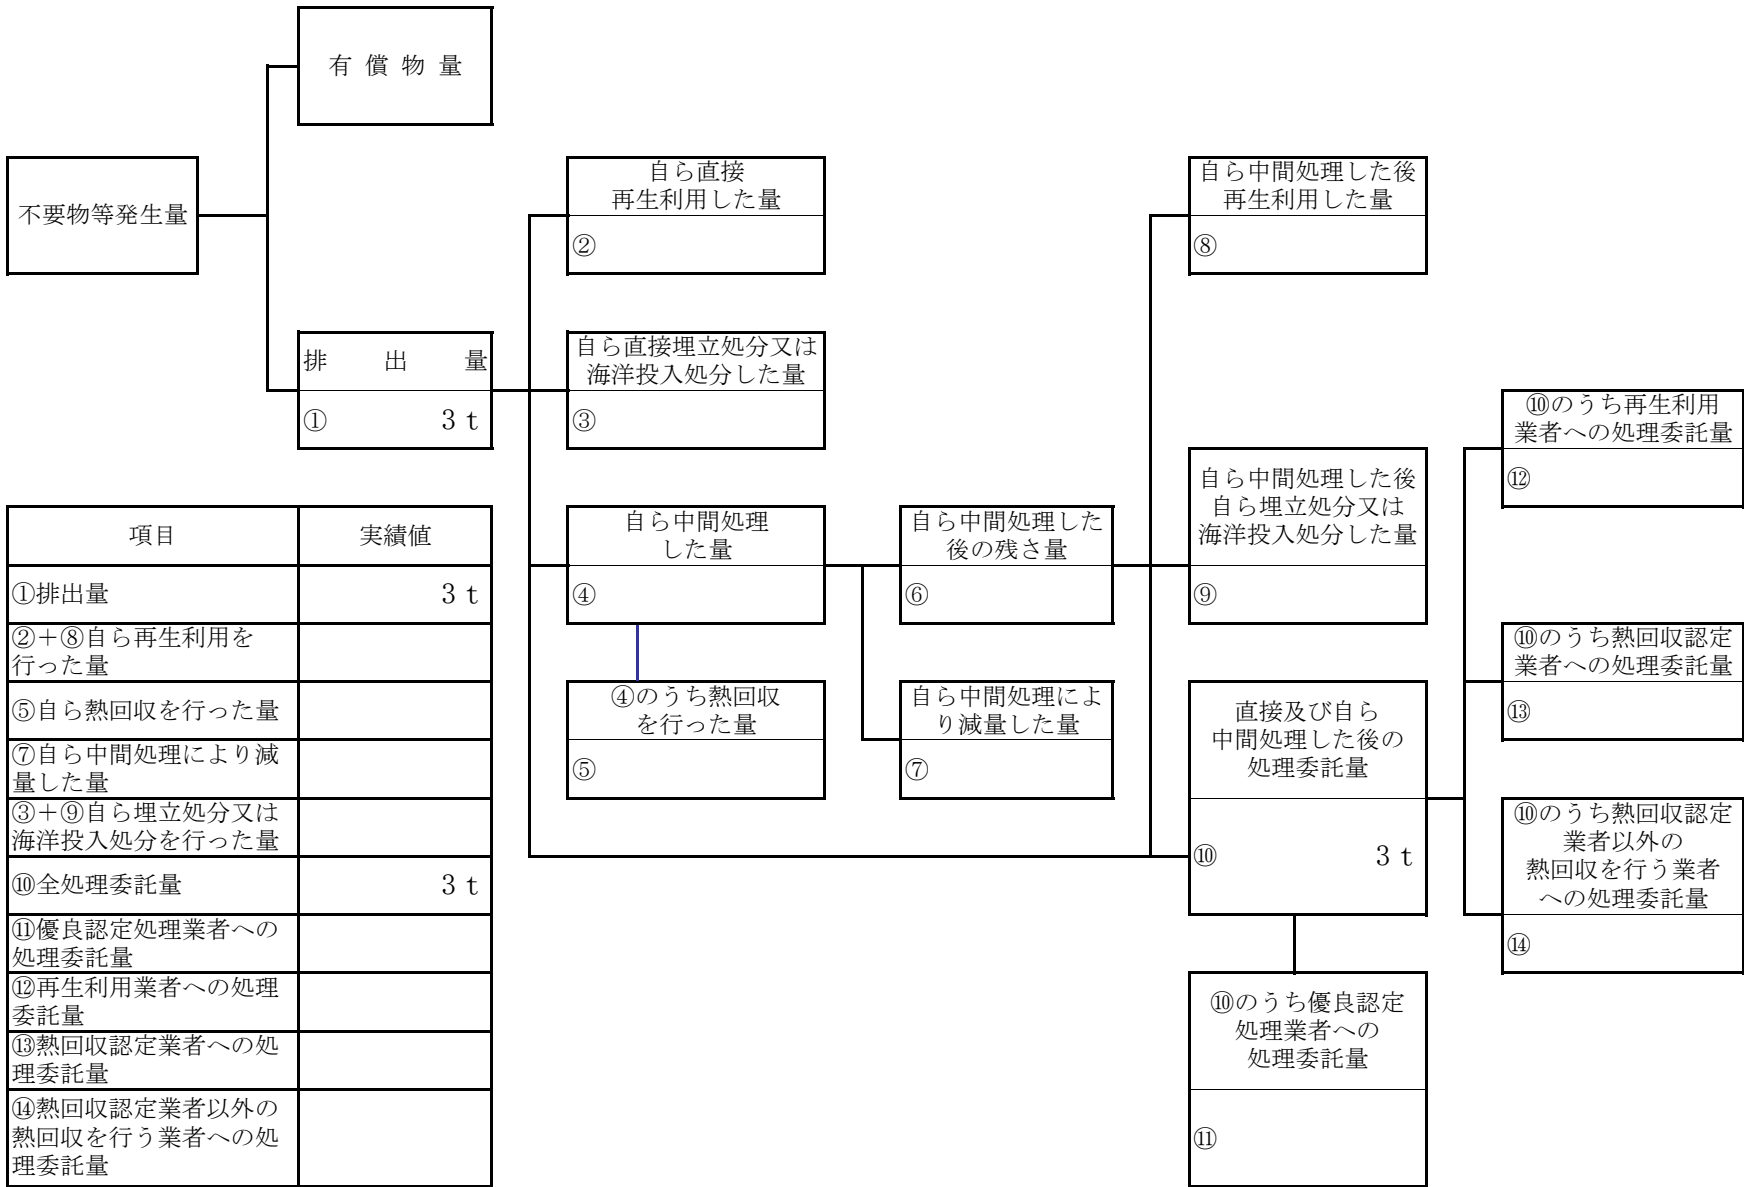 有償物量
不要物等発生量
排出量
① 3t
自ら直接
再生利用した量
②
自ら直接埋立処分又は
海洋投入処分した量
③
自ら中間処理
した量
④
④のうち熱回収
を行った量
⑤
自ら中間処理した
後の残さ量
⑥
自ら中間処理によ
り減量した量
⑦
自ら中間処理した後
再生利用した量
⑧
自ら中間処理した後
自ら埋立処分又は
海洋投入処分した量
⑨
直接及び自ら
中間処理した後の
処理委託量
⑩ 3t
⑩のうち優良認定
処理業者への
処理委託量
⑪
⑩のうち再生利用
業者への処理委託量
⑫
⑩のうち熱回収認定
業者への処理委託量
⑬
⑩のうち熱回収認定
業者以外の
熱回収を行う業者
への処理委託量
⑭
項目 実績値
①排出量 3t
②+⑧自ら再生利用を
行った量
⑤自ら熱回収を行った量
⑦自ら中間処理により減
量した量
③+⑨自ら埋立処分又は
海洋投入処分を行った量
⑩全処理委託量 3t
⑪優良認定処理業者への
処理委託量
⑫再生利用業者への処理
委託量
⑬熱回収認定業者への処
理委託量
⑭熱回収認定業者以外の
熱回収を行う業者への処
理委託量